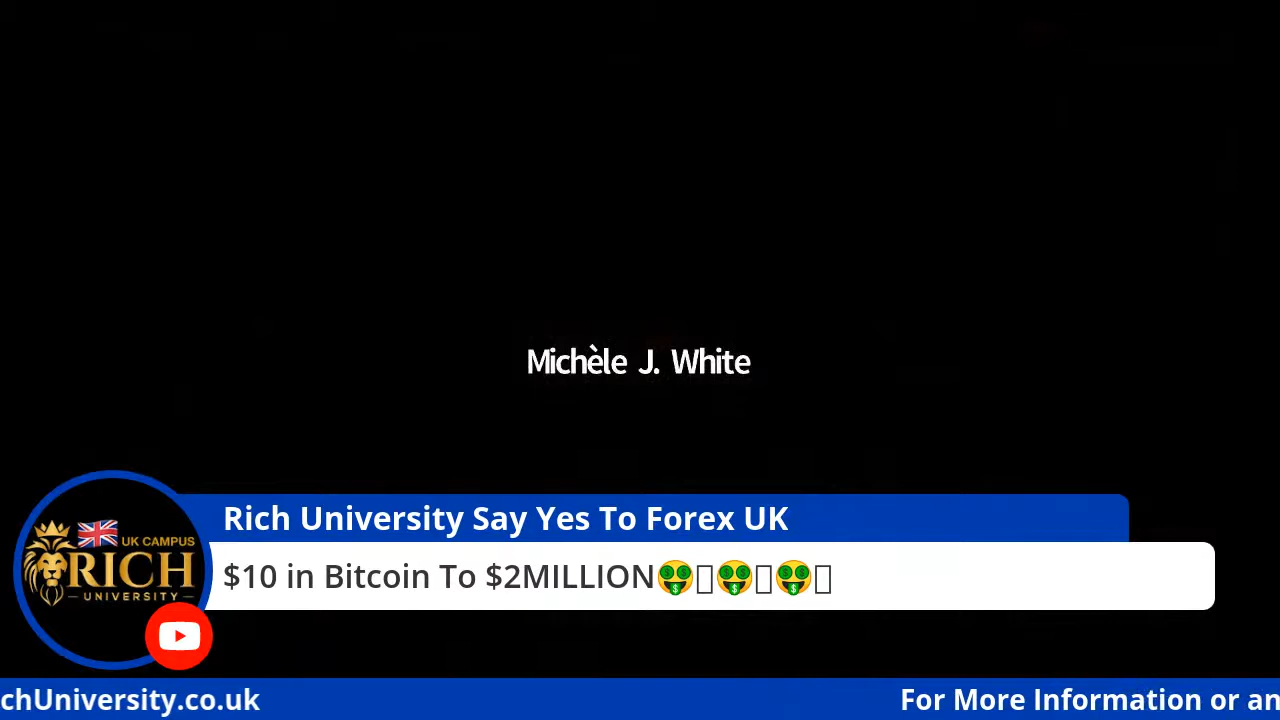 Michèle J. White
Rich University Say Yes To Forex UK
$10 in Bitcoin To $2MILLION🤑🤑🤑
UK CAMPUS
RICH
UNIVERSITY
chUniversity.co.uk For More Information or an